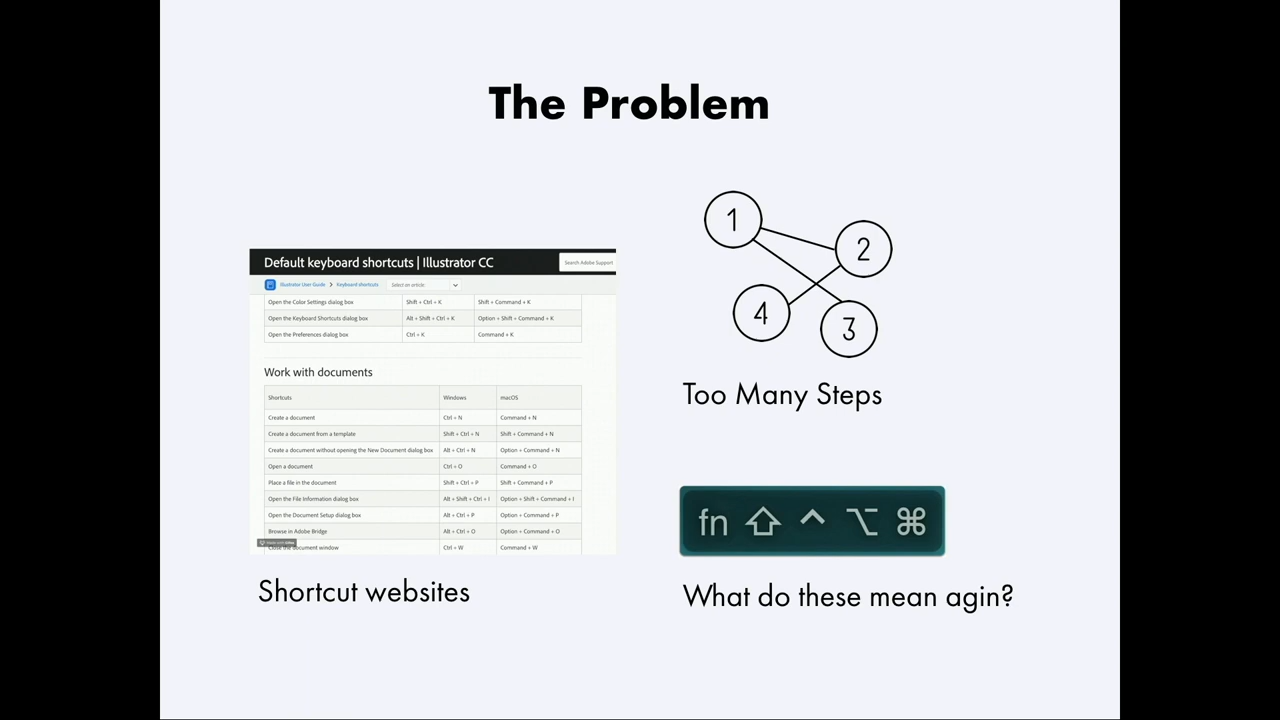 The Problem
Default keyboard shortcuts | Illustrator CC
Search Adobe Support
Illustrator User Guide > Keyboard shortcuts
Select an article:
Open the Color Settings dialog box Shift + Ctrl + K Shift + Command + K
Open the Keyboard Shortcuts dialog box Alt + Shift + Ctrl + K Option + Shift + Command + K
Open the Preferences dialog box Ctrl + K Command + K
Work with documents
Shortcuts Windows macOS
Create a document Ctrl + N Command + N
Create a document from a template Shift + Ctrl + N Shift + Command + N
Create a document without opening the New Document dialog box Alt + Ctrl + N Option + Command + N
Open a document Ctrl + O Command + O
Place a file in the document Shift + Ctrl + P Shift + Command + P
Open the File Information dialog box Alt + Shift + Ctrl + I Option + Shift + Command + I
Open the Document Setup dialog box Alt + Ctrl + P Option + Command + P
Browse in Adobe Bridge Alt + Ctrl + O Option + Command + O
Close the document window Ctrl + W Command + W
Shortcut websites
1
2
4
3
Too Many Steps
fn ⇧ ^ ⌥ ⌘
What do these mean agin?